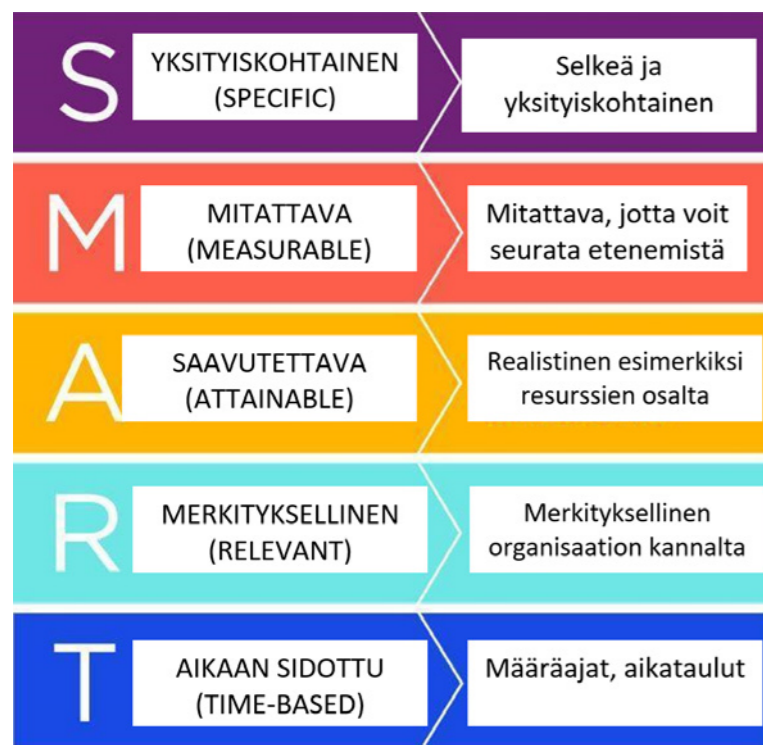 S
YKSITYISKOHTAINEN
(SPECIFIC)
Selkeä ja
yksityiskohtainen
M
MITATTAVA
(MEASURABLE)
Mitattava, jotta voit
seurata etenemistä
A
SAAVUTETTAVA
(ATTAINABLE)
Realistinen esimerkiksi
resurssien osalta
R
MERKITYKSELLINEN
(RELEVANT)
Merkityksellinen
organisaation kannalta
T
AIKAAN SIDOTTU
(TIME-BASED)
Määräajat, aikataulut